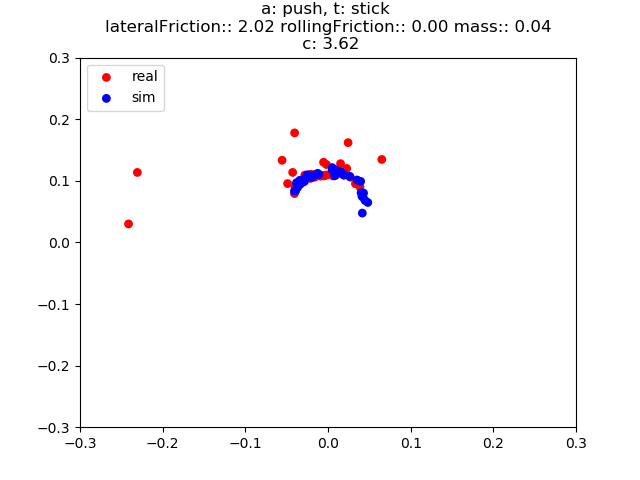 a: push, t: stick
lateralFriction:: 2.02 rollingFriction:: 0.00 mass:: 0.04
c: 3.62
real
sim
0.3
0.2
0.1
0.0
−0.1
−0.2
−0.3
−0.3 −0.2 −0.1 0.0 0.1 0.2 0.3